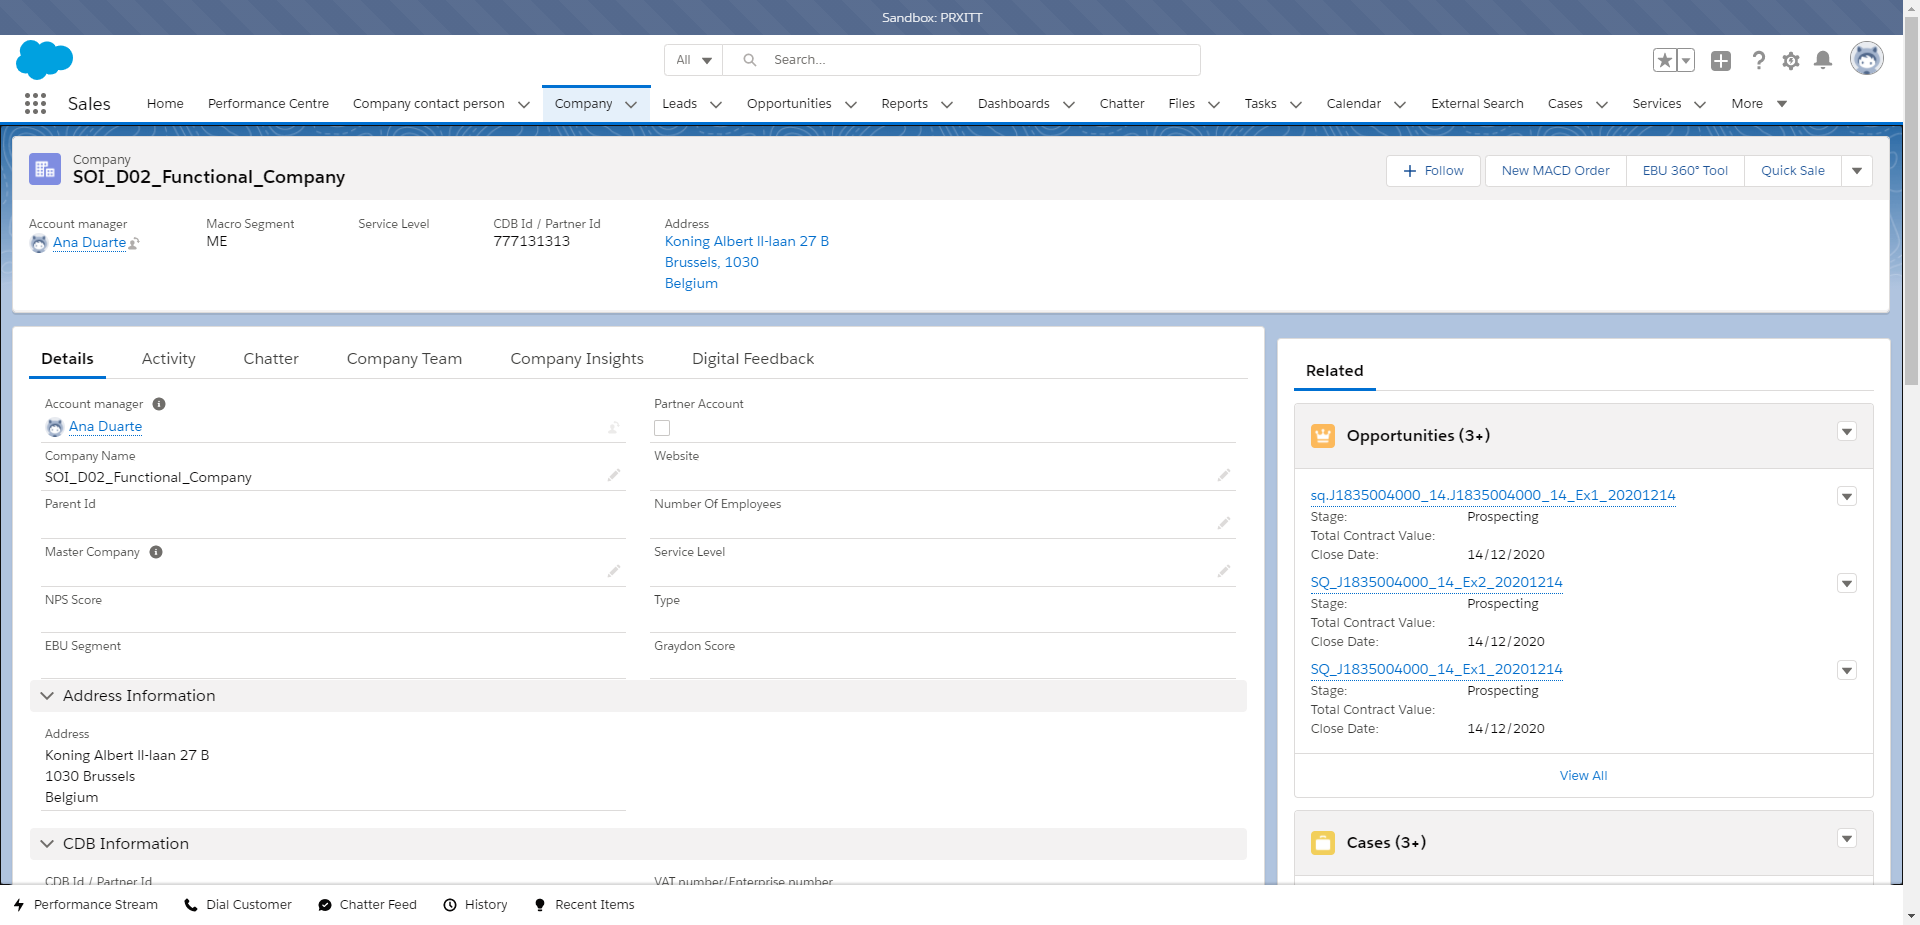 Sandbox: PRXITT
All
Search...
Sales
Home
Performance Centre
Company contact person
Company
Leads
Opportunities
Reports
Dashboards
Chatter
Files
Tasks
Calendar
External Search
Cases
Services
More
Company
SOI_D02_Functional_Company
Follow
New MACD Order
EBU 360° Tool
Quick Sale
Account manager
Ana Duarte
Macro Segment
ME
Service Level
CDB Id / Partner Id
777131313
Address
Koning Albert II-laan 27 B
Brussels, 1030
Belgium
Details
Activity
Chatter
Company Team
Company Insights
Digital Feedback
Account manager
Ana Duarte
Partner Account
Company Name
SOI_D02_Functional_Company
Website
Parent Id
Number Of Employees
Master Company
Service Level
NPS Score
Type
EBU Segment
Graydon Score
Address Information
Address
Koning Albert II-laan 27 B
1030 Brussels
Belgium
CDB Information
CDB Id / Partner Id
VAT number/Enterprise number
Related
Opportunities (3+)
sq.J1835004000_14.J1835004000_14_Ex1_20201214
Stage: Prospecting
Total Contract Value:
Close Date: 14/12/2020
SQ_J1835004000_14_Ex2_20201214
Stage: Prospecting
Total Contract Value:
Close Date: 14/12/2020
SQ_J1835004000_14_Ex1_20201214
Stage: Prospecting
Total Contract Value:
Close Date: 14/12/2020
View All
Cases (3+)
Performance Stream
Dial Customer
Chatter Feed
History
Recent Items